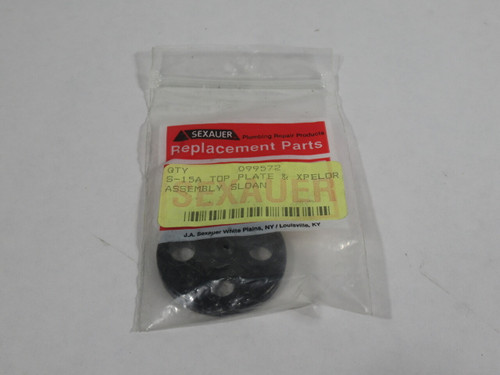 SEXAUER Plumbing Repair Products
Replacement Parts
QTY 099572
S-15A TOP PLATE & XPELOR
ASSEMBLY SLOAN
SEXAUER
J.A. Sexauer White Plains, NY / Louisville, KY